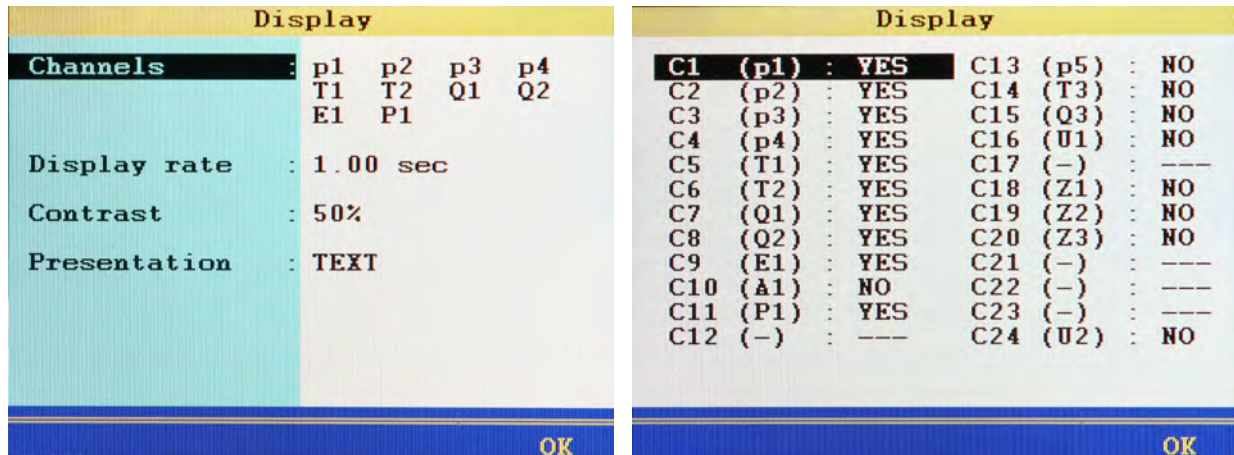 Display
Channels : p1 p2 p3 p4
T1 T2 Q1 Q2
E1 P1
Display rate : 1.00 sec
Contrast : 50%
Presentation : TEXT
OK
Display
C1 (p1) : YES
C2 (p2) : YES
C3 (p3) : YES
C4 (p4) : YES
C5 (T1) : YES
C6 (T2) : YES
C7 (Q1) : YES
C8 (Q2) : YES
C9 (E1) : YES
C10 (A1) : NO
C11 (P1) : YES
C12 (-) : ---
C13 (p5) : NO
C14 (T3) : NO
C15 (Q3) : NO
C16 (U1) : NO
C17 (-) : ---
C18 (Z1) : NO
C19 (Z2) : NO
C20 (Z3) : NO
C21 (-) : ---
C22 (-) : ---
C23 (-) : ---
C24 (U2) : NO
OK